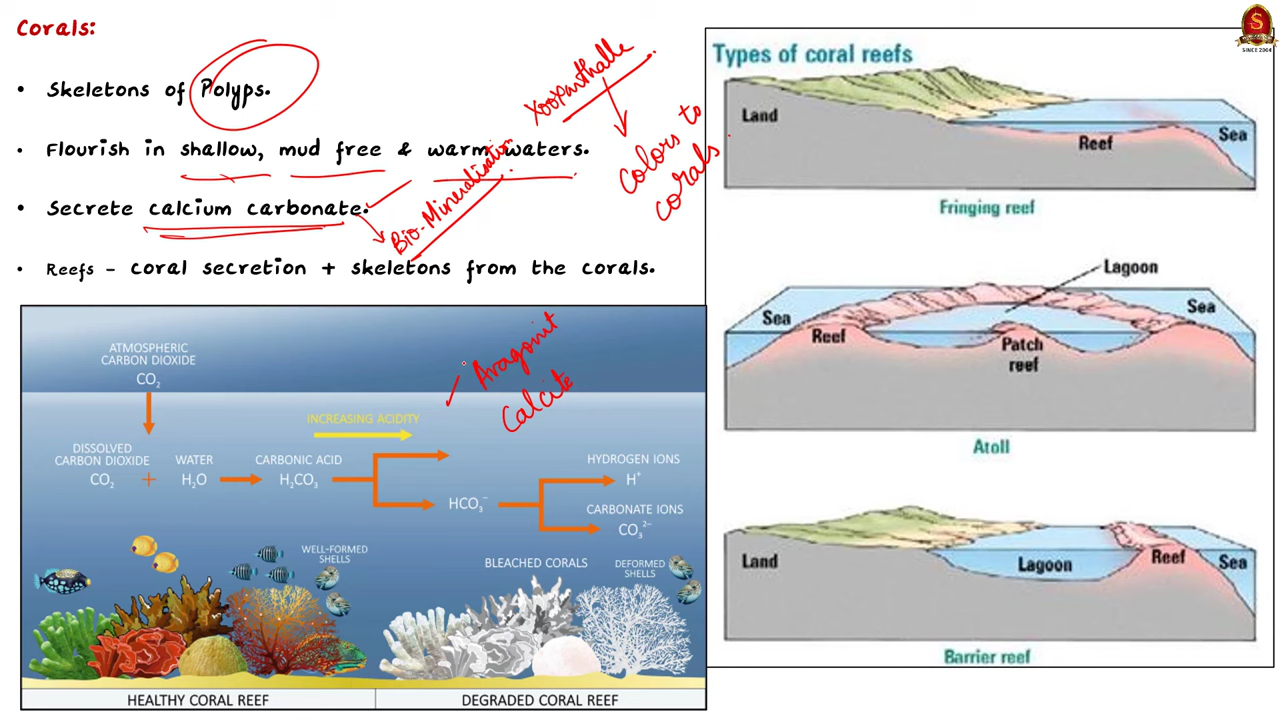 Corals:
• Skeletons of Polyps.
• Flourish in shallow, mud free & warm waters.
• Secrete calcium carbonate.
• Reefs - coral secretion + skeletons from the corals.
Bio-Mineralisation
Colors to
corals
Aragonit
Calcite
ATMOSPHERIC
CARBON DIOXIDE
CO₂
INCREASING ACIDITY
DISSOLVED
CARBON DIOXIDE
CO₂
+
WATER
H₂O
CARBONIC ACID
H₂CO₃
HCO₃⁻
HYDROGEN IONS
H⁺
CARBONATE IONS
CO₃²⁻
WELL-FORMED
SHELLS
BLEACHED CORALS
DEFORMED
SHELLS
HEALTHY CORAL REEF
DEGRADED CORAL REEF
Types of coral reefs
Land
Reef
Sea
Fringing reef
Lagoon
Sea
Sea
Reef
Patch
reef
Atoll
Land
Lagoon
Reef
Sea
Barrier reef
S
SINCE 2004